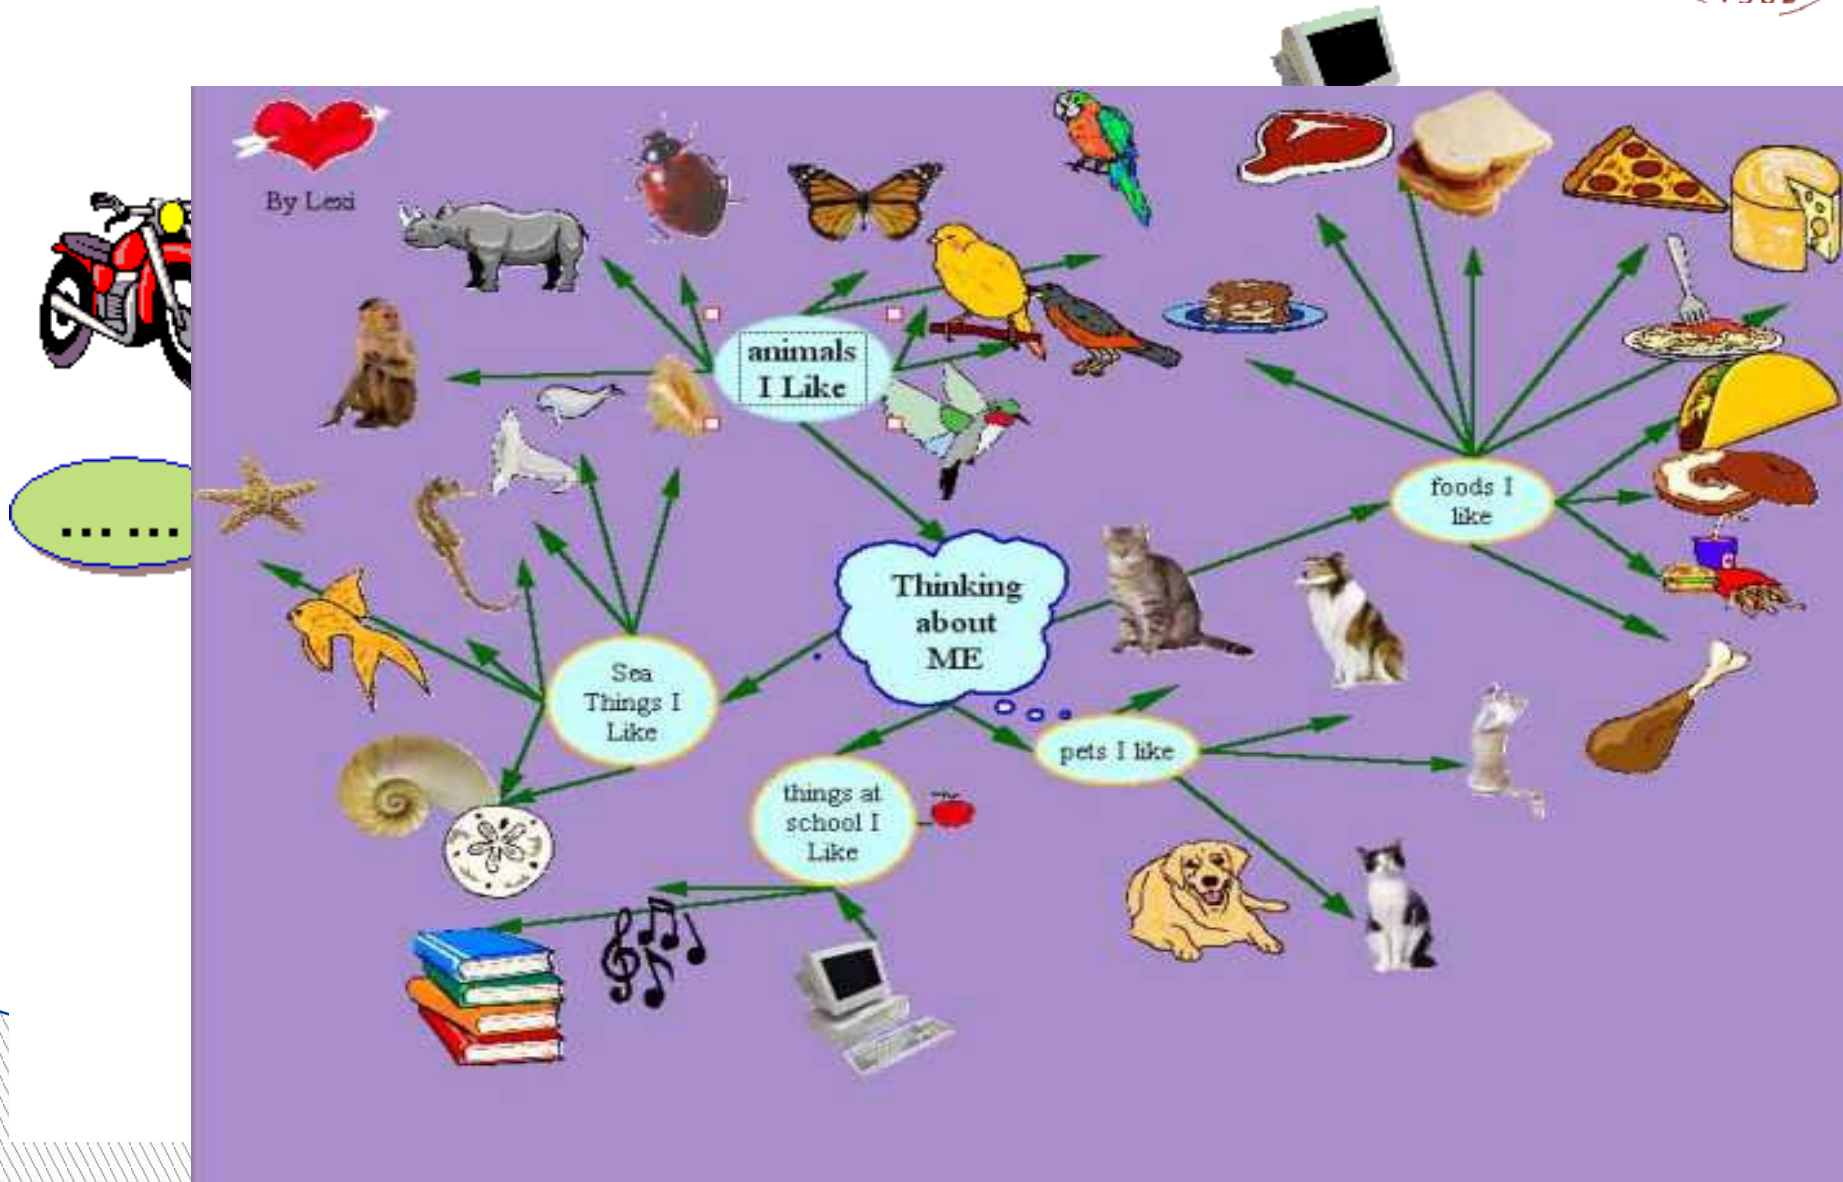 By Lexi
animals
I Like
foods I
like
Thinking
about
ME
Sea
Things I
Like
pets I like
things at
school I
Like
... ...